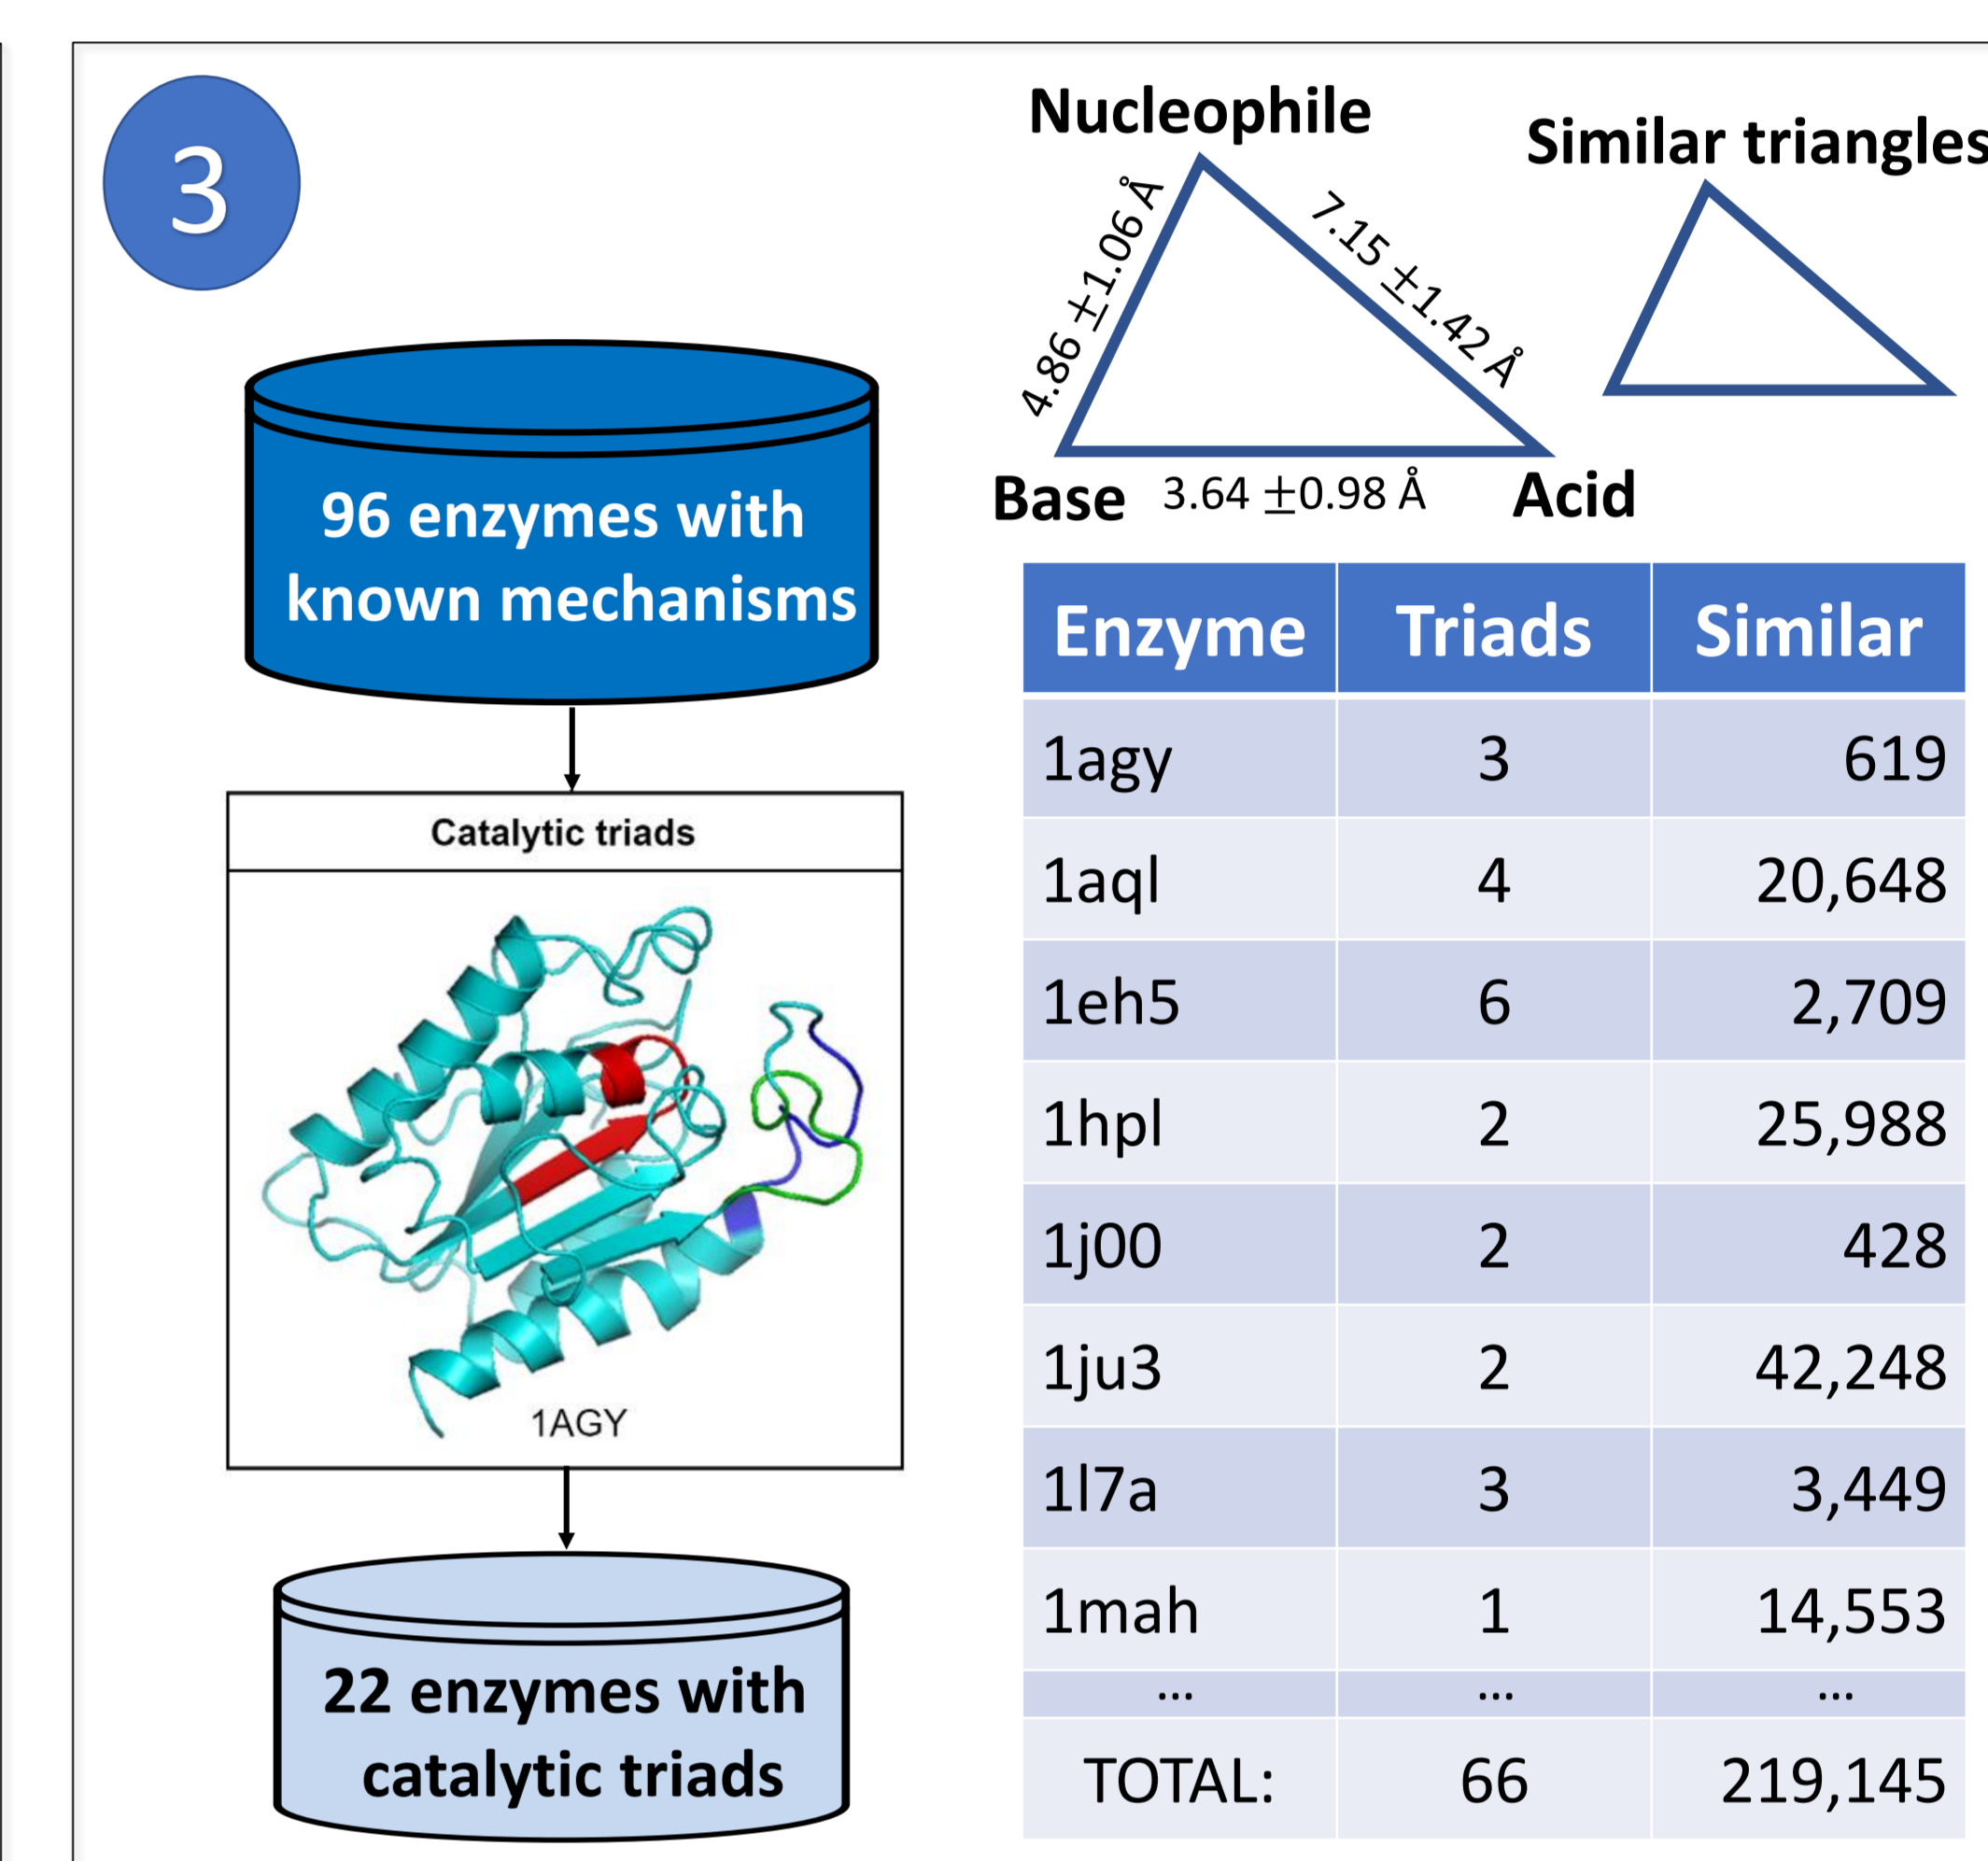 3
96 enzymes with
known mechanisms
Catalytic triads
1AGY
22 enzymes with
catalytic triads
Nucleophile
Similar triangles
4.86 ±1.06 Å
7.15 ±1.42 Å
Base 3.64 ±0.98 Å Acid
Enzyme Triads Similar
1agy 3 619
1aql 4 20,648
1eh5 6 2,709
1hpl 2 25,988
1j00 2 428
1ju3 2 42,248
1l7a 3 3,449
1mah 1 14,553
... ... ...
TOTAL: 66 219,145